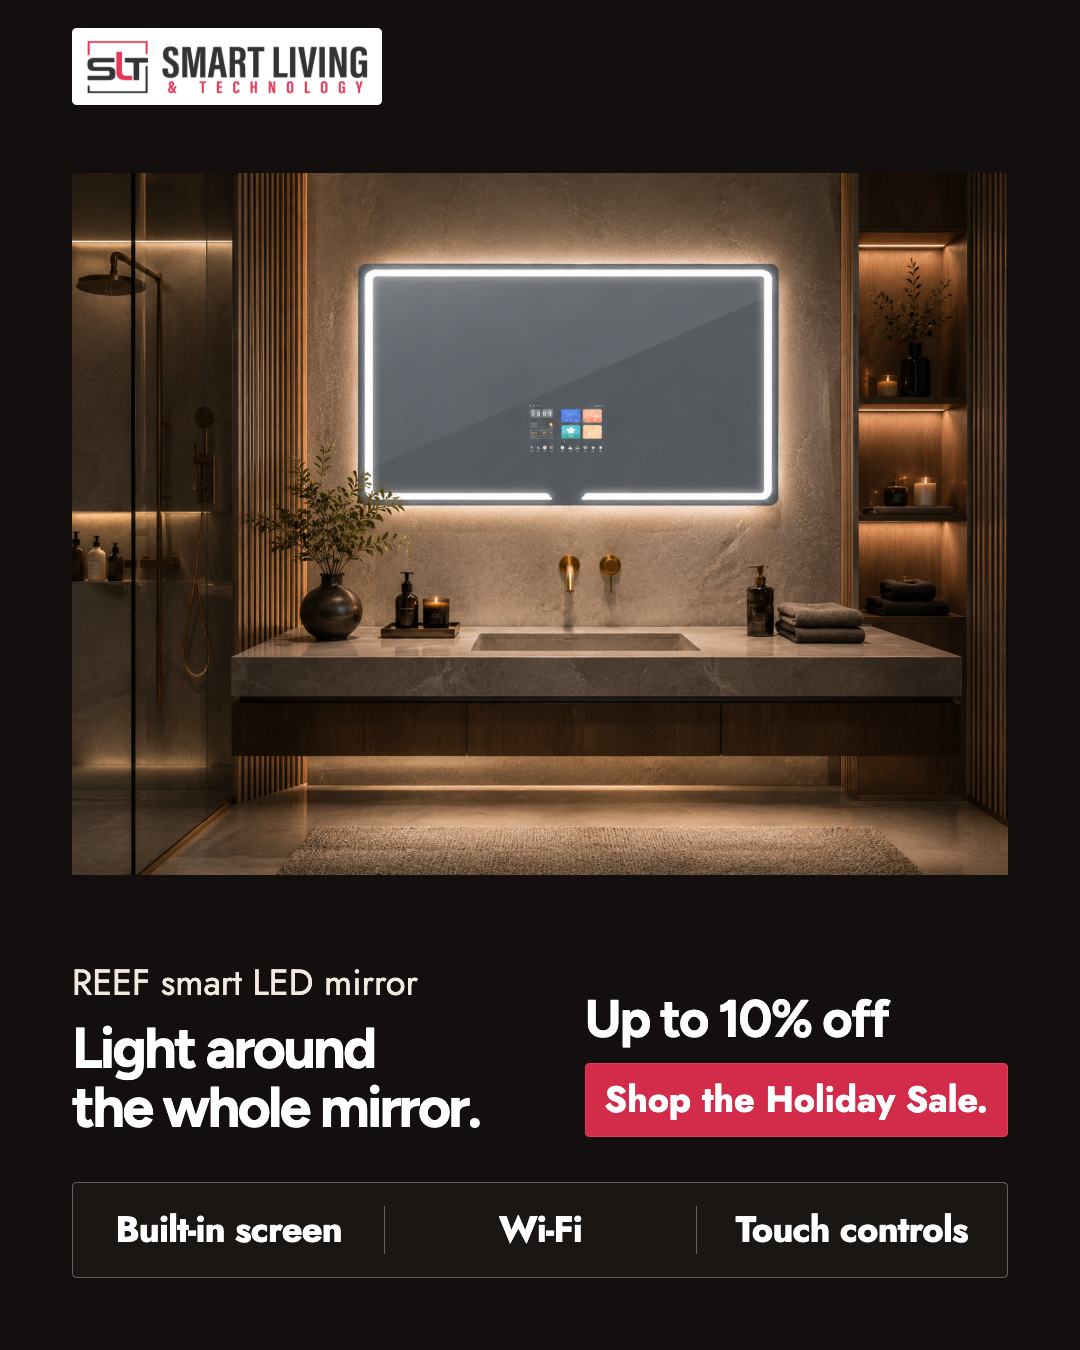 SLT SMART LIVING
& TECHNOLOGY
REEF smart LED mirror
Light around
the whole mirror.
Up to 10% off
Shop the Holiday Sale.
Built-in screen
Wi-Fi
Touch controls